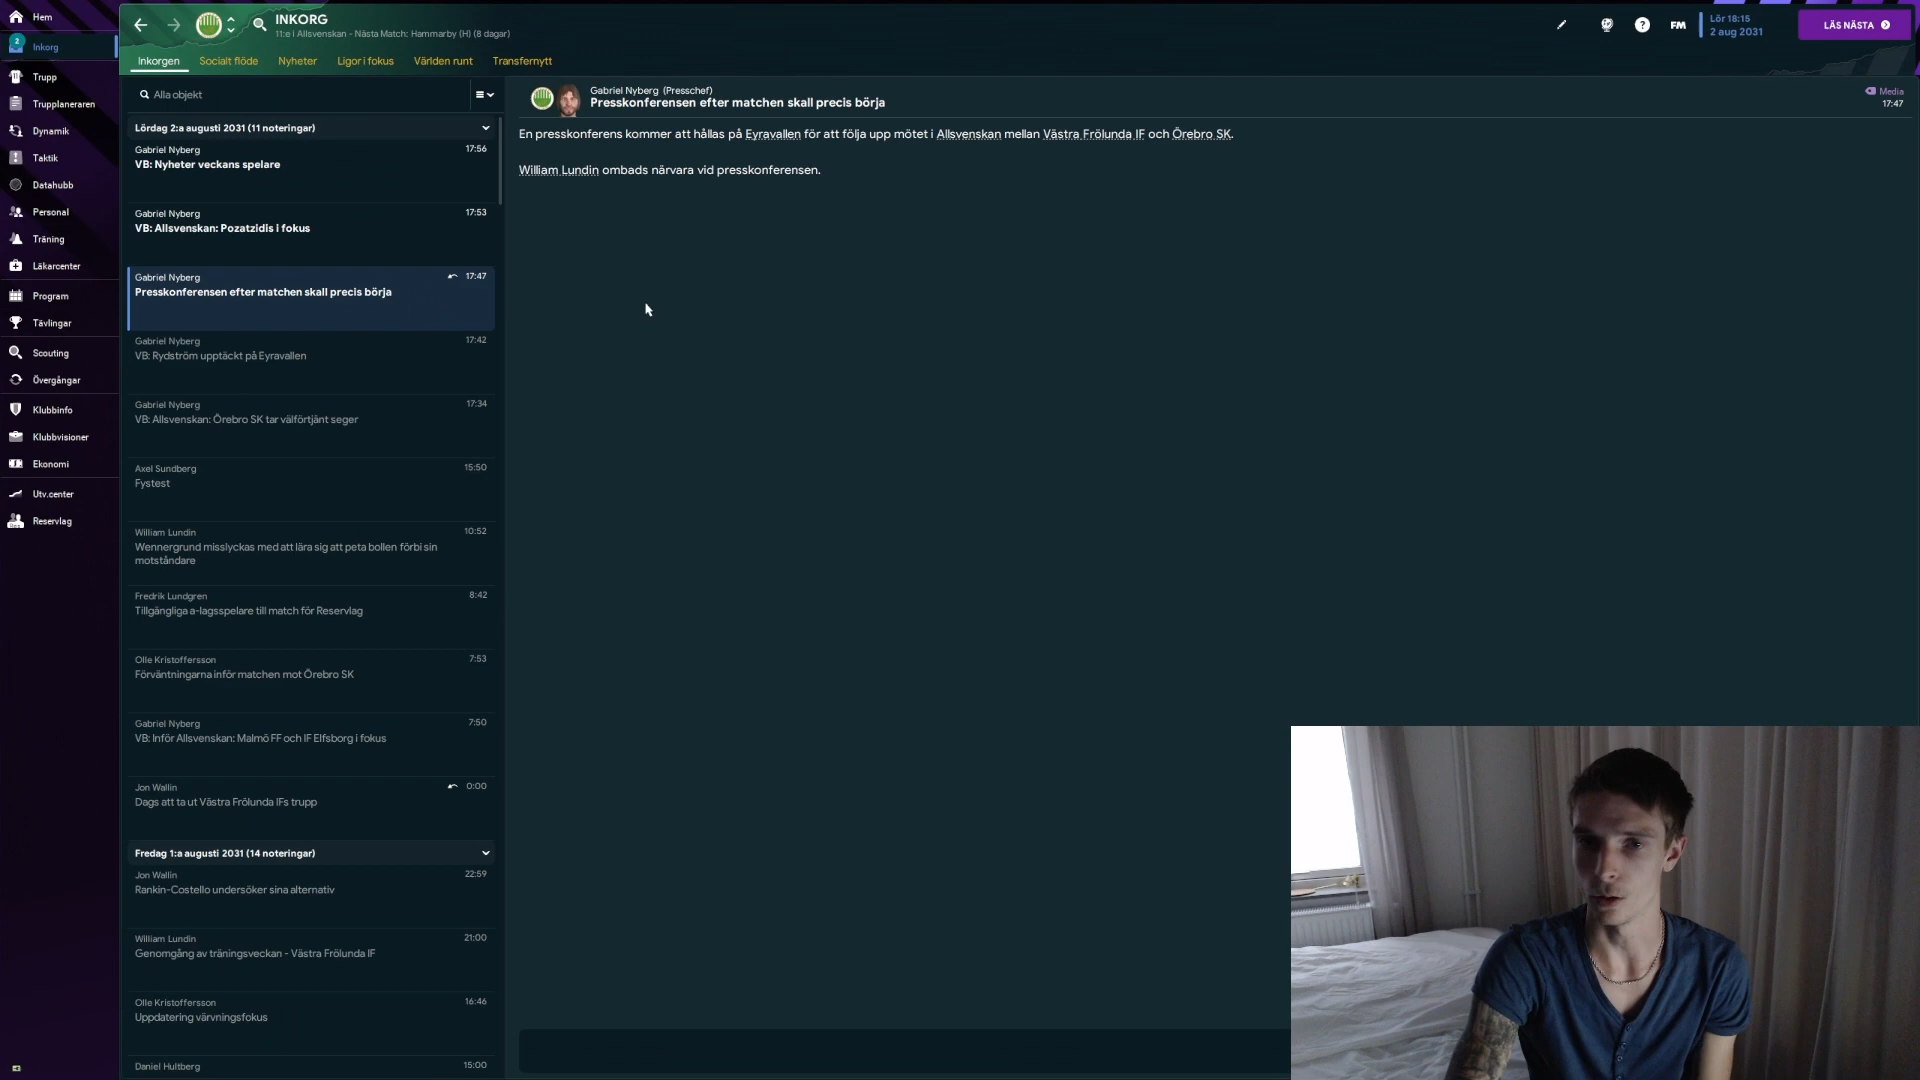 Hem
2
Inkorg
Trupp
Trupplaneraren
Dynamik
Taktik
Datahubb
Personal
Träning
Läkarcenter
Program
Tävlingar
Scouting
Övergångar
Klubbinfo
Klubbvisioner
Ekonomi
Utv.center
Reservlag
INKORG
11:e i Allsvenskan - Nästa Match: Hammarby (H) (8 dagar)
?
FM
Lör 18:15
2 aug 2031
LÄS NÄSTA
Inkorgen
Socialt flöde
Nyheter
Ligor i fokus
Världen runt
Transfernytt
Alla objekt
Lördag 2:a augusti 2031 (11 noteringar)
Gabriel Nyberg 17:56
VB: Nyheter veckans spelare
Gabriel Nyberg 17:53
VB: Allsvenskan: Pozatzidis i fokus
Gabriel Nyberg 17:47
Presskonferensen efter matchen skall precis börja
Gabriel Nyberg 17:42
VB: Rydström upptäckt på Eyravallen
Gabriel Nyberg 17:34
VB: Allsvenskan: Örebro SK tar välförtjänt seger
Axel Sundberg 15:50
Fystest
William Lundin 10:52
Wennergrund misslyckas med att lära sig att peta bollen förbi sin
motståndare
Fredrik Lundgren 8:42
Tillgängliga a-lagsspelare till match för Reservlag
Olle Kristoffersson 7:53
Förväntningarna inför matchen mot Örebro SK
Gabriel Nyberg 7:50
VB: Inför Allsvenskan: Malmö FF och IF Elfsborg i fokus
Jon Wallin 0:00
Dags att ta ut Västra Frölunda IFs trupp
Fredag 1:a augusti 2031 (14 noteringar)
Jon Wallin 22:59
Rankin-Costello undersöker sina alternativ
William Lundin 21:00
Genomgång av träningsveckan - Västra Frölunda IF
Olle Kristoffersson 16:46
Uppdatering värvningsfokus
Daniel Hultberg 15:00
Gabriel Nyberg (Presschef)
Presskonferensen efter matchen skall precis börja
Media
17:47
En presskonferens kommer att hållas på Eyravallen för att följa upp mötet i Allsvenskan mellan Västra Frölunda IF och Örebro SK.
William Lundin ombads närvara vid presskonferensen.